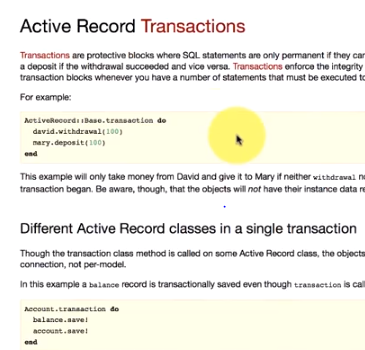 Active Record Transactions
Transactions are protective blocks where SQL statements are only permanent if they can
a deposit if the withdrawal succeeded and vice versa. Transactions enforce the integrity
transaction blocks whenever you have a number of statements that must be executed to
For example:
ActiveRecord::Base.transaction do
david.withdrawal(100)
mary.deposit(100)
end
This example will only take money from David and give it to Mary if neither withdrawal
transaction began. Be aware, though, that the objects will not have their instance data
Different Active Record classes in a single transaction
Though the transaction class method is called on some Active Record class, the objects
connection, not per-model.
In this example a balance record is transactionally saved even though transaction is
Account.transaction do
balance.save!
account.save!
end